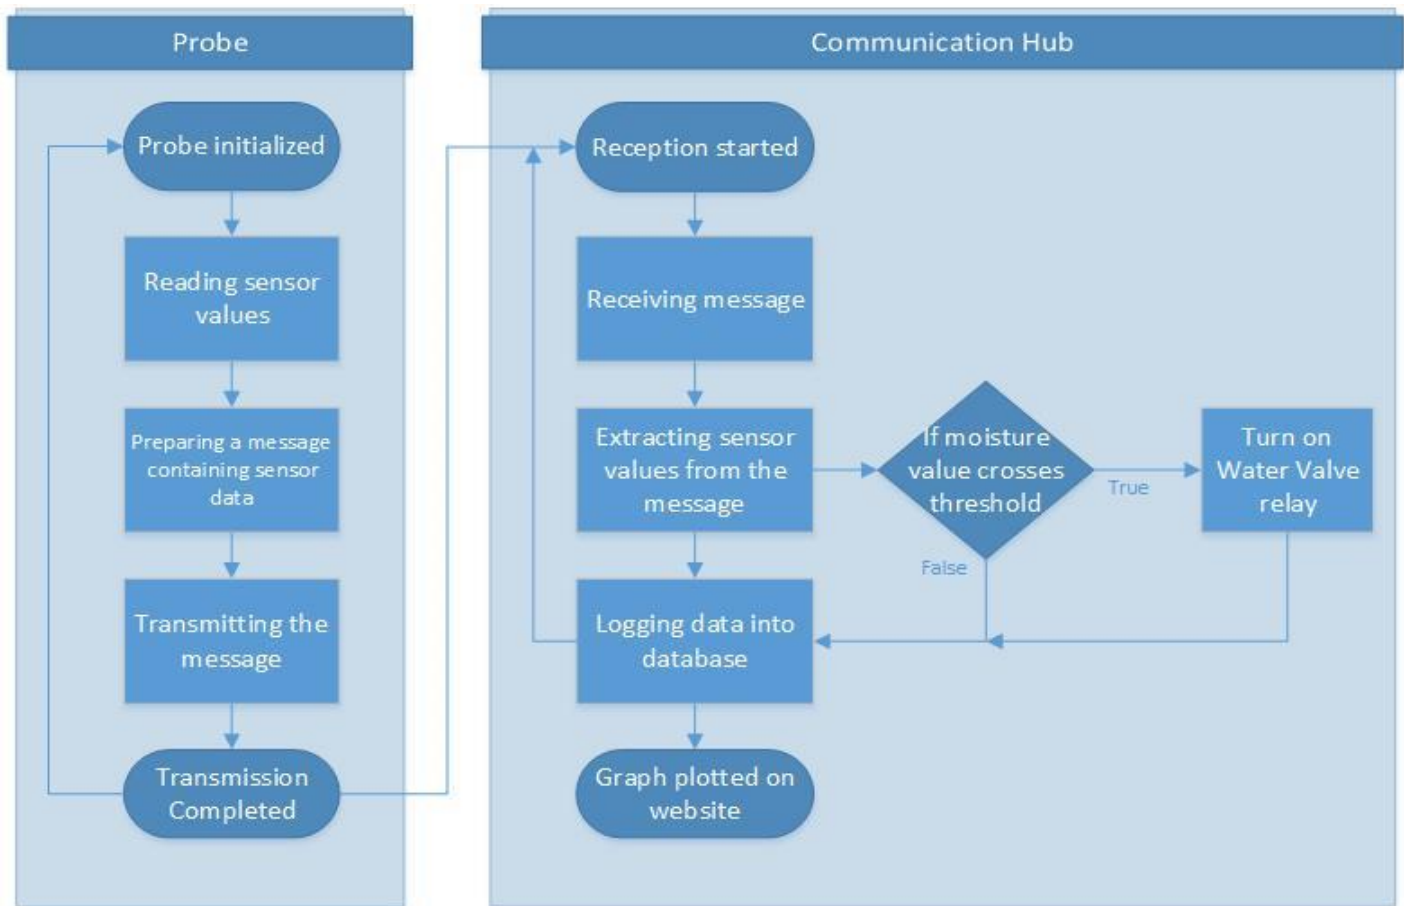 Probe
Probe initialized
Reading sensor
values
Preparing a message
containing sensor
data
Transmitting the
message
Transmission
Completed
Communication Hub
Reception started
Receiving message
Extracting sensor
values from the
message
If moisture
value crosses
threshold
True
False
Turn on
Water Valve
relay
Logging data into
database
Graph plotted on
website